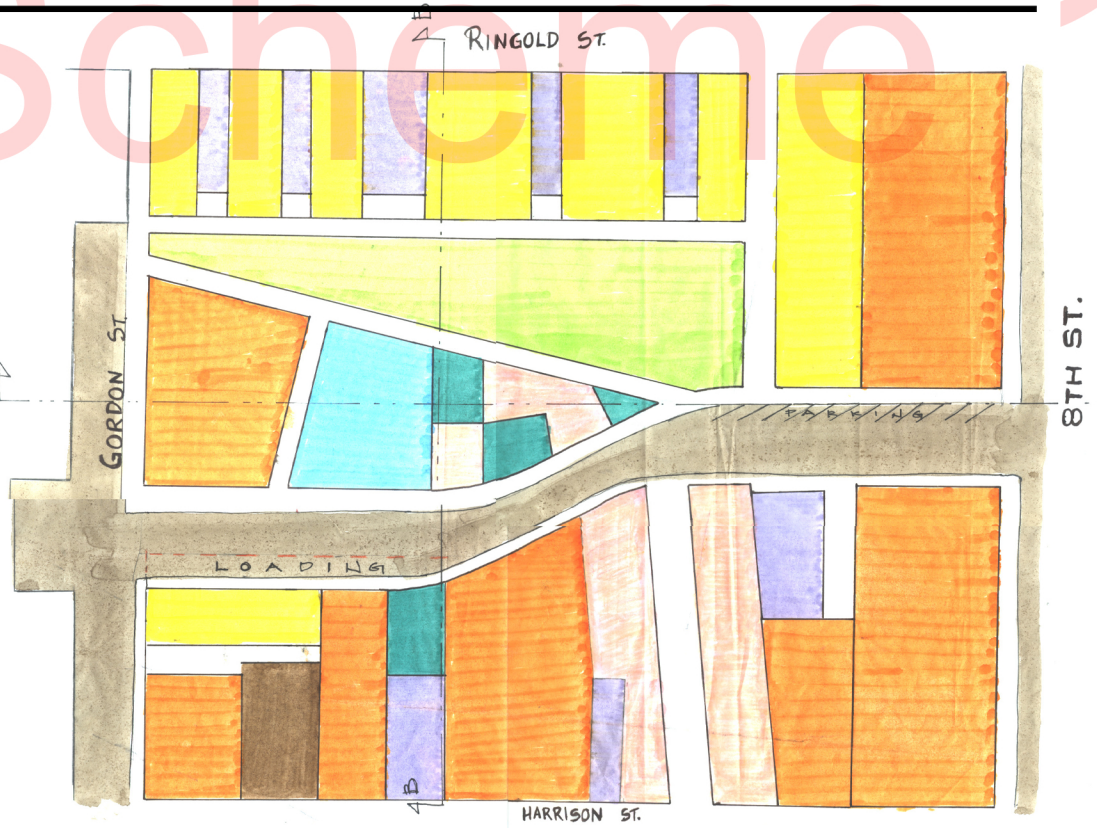 Scheme
B
RINGOLD ST.
GORDON ST.
8TH ST.
PARKING
LOADING
B
HARRISON ST.